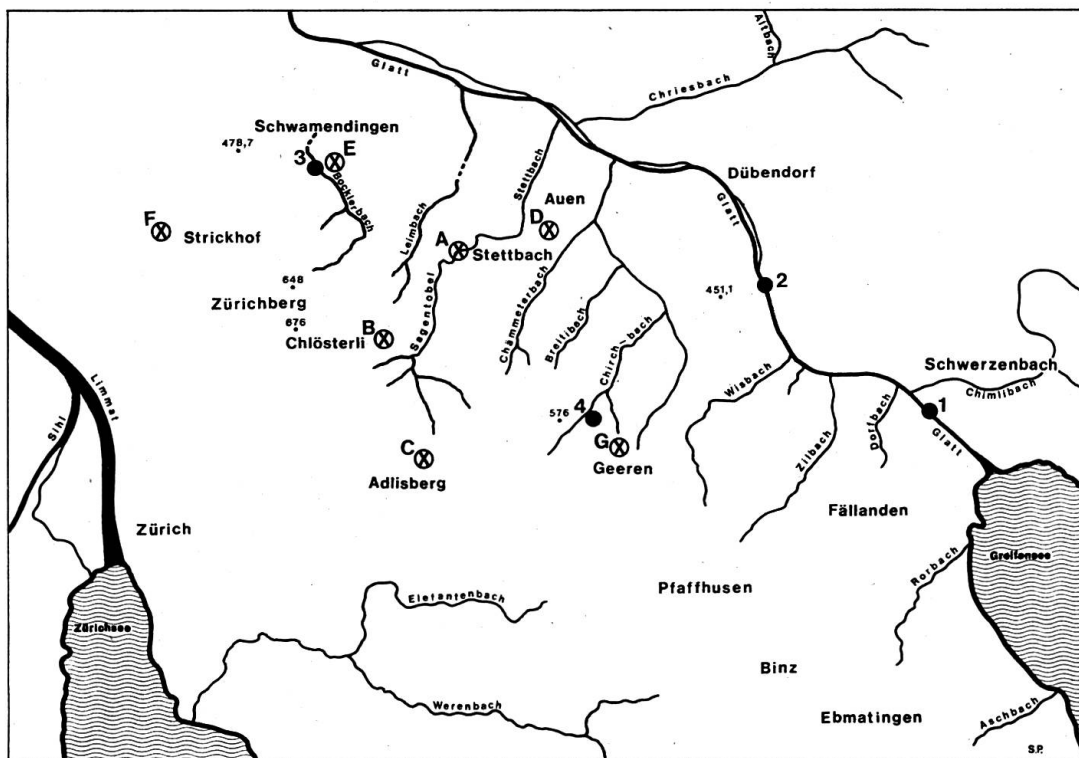 Altbach
Glatt
Chriesbach
Schwamendingen
478,7
3
E
Bocklerbach
Stettbach
Dübendorf
Auen
D
Glatt
F
Strickhof
Leimbach
A
Stettbach
648
Zürichberg
676
451,1
2
B
Chlösterli
Sagentobel
Chämmeterbach
Breitibach
Chirch-bach
Wisbach
Schwerzenbach
Chimlibach
1
Limmat
Sihl
576
4
G
Geeren
Zilbach
Dorfbach
Glatt
C
Adlisberg
Zürich
Fällanden
Greifensee
Rorbach
Pfaffhusen
Elefantenbach
Zürichsee
Binz
Werenbach
Ebmatingen
Aschbach
S.P.